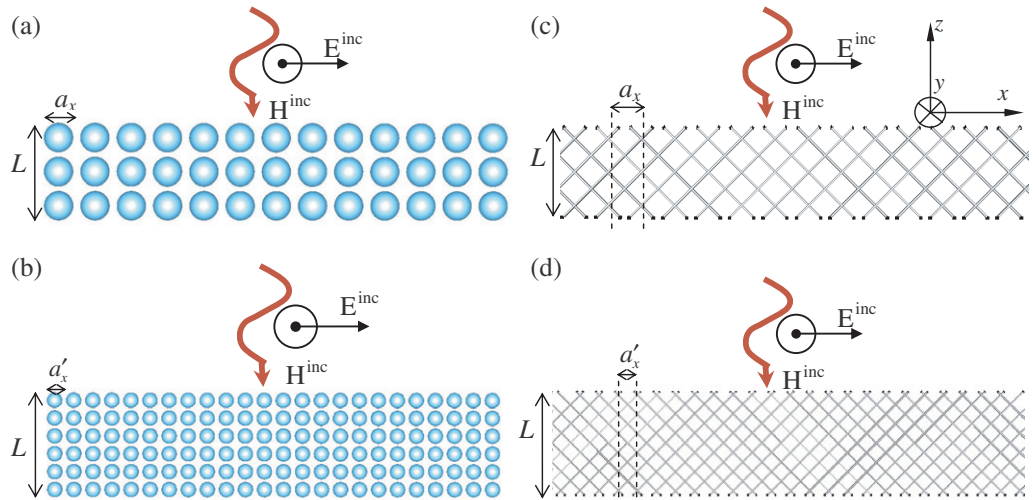 (a)
E^inc
H^inc
a_x
L
(c)
E^inc
H^inc
a_x
L
z
y
x
(b)
E^inc
H^inc
a'_x
L
(d)
E^inc
H^inc
a'_x
L